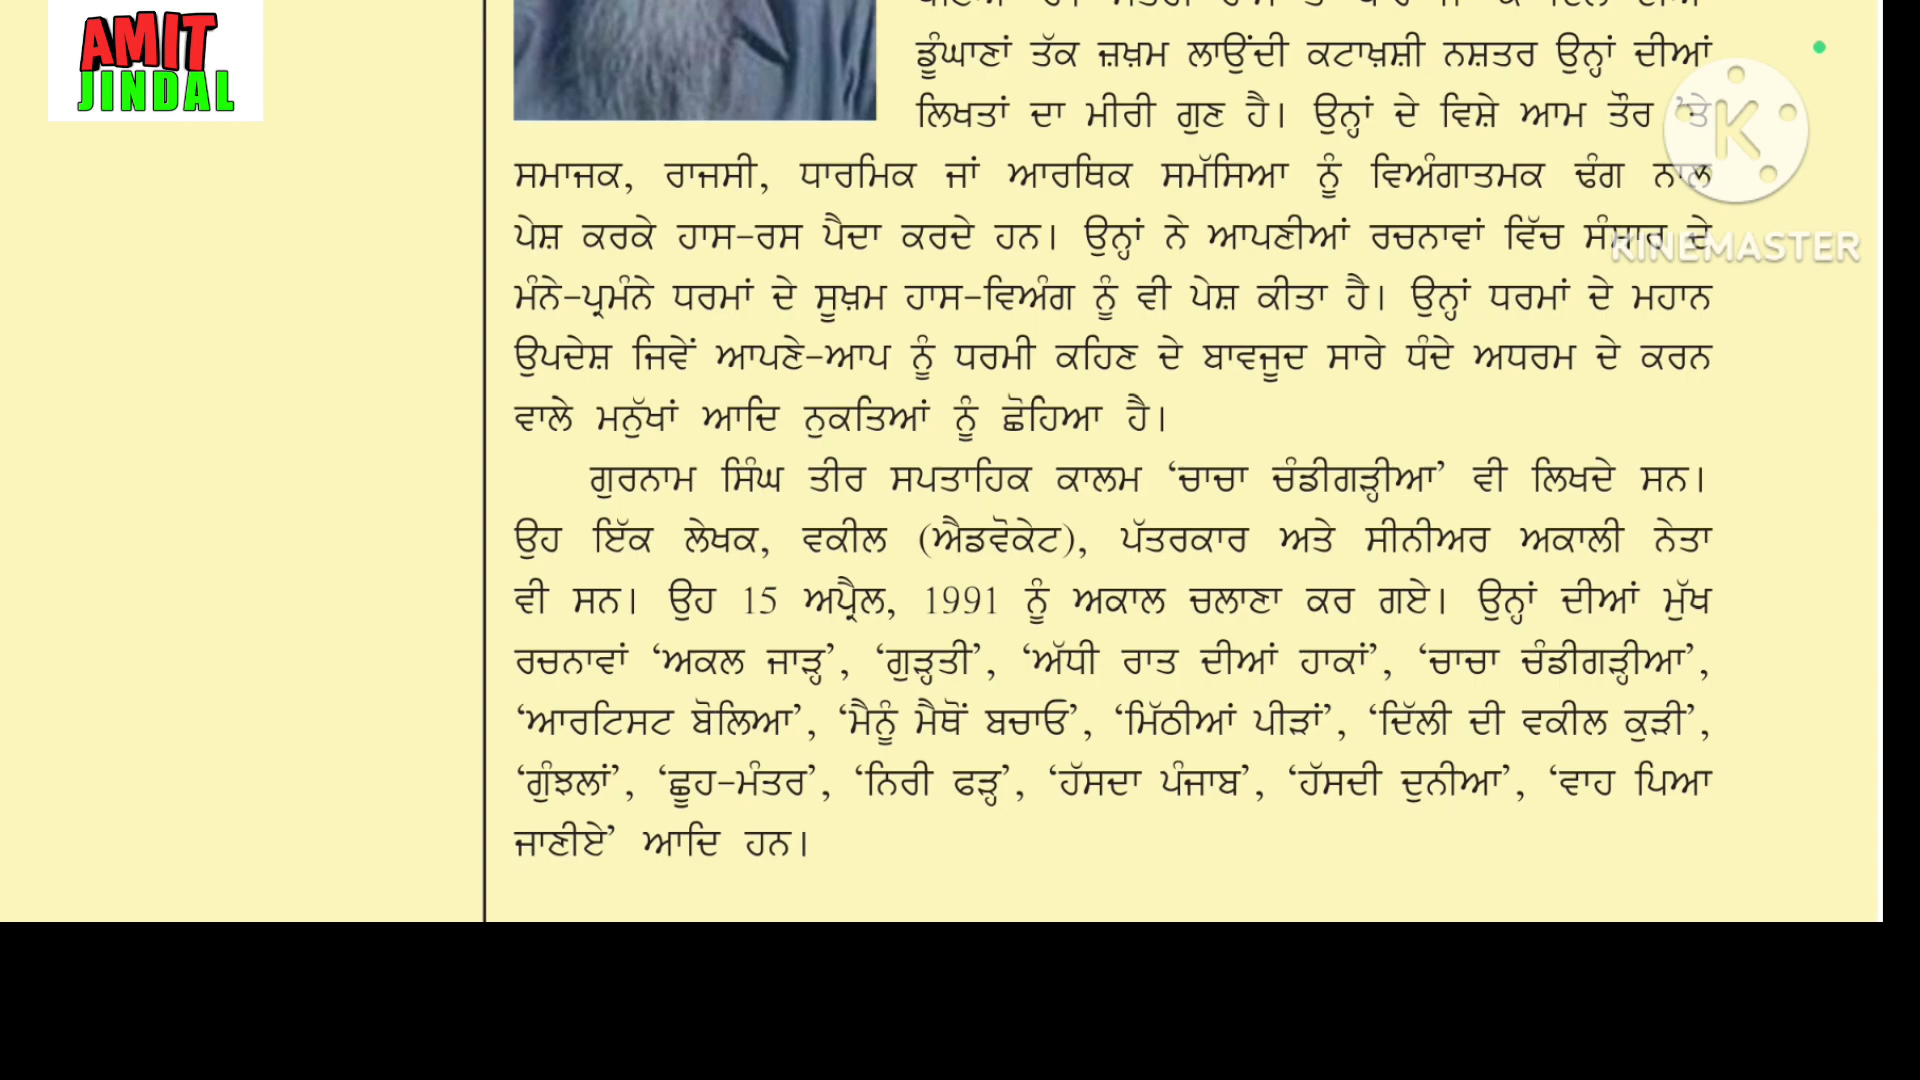 AMIT
JINDAL
ਡੂੰਘਾਣਾਂ ਤੱਕ ਜ਼ਖ਼ਮ ਲਾਉਂਦੀ ਕਟਾਖ਼ਸ਼ੀ ਨਸ਼ਤਰ ਉਨ੍ਹਾਂ ਦੀਆਂ
ਲਿਖਤਾਂ ਦਾ ਮੀਰੀ ਗੁਣ ਹੈ। ਉਨ੍ਹਾਂ ਦੇ ਵਿਸ਼ੇ ਆਮ ਤੌਰ 'ਤੇ
ਸਮਾਜਕ, ਰਾਜਸੀ, ਧਾਰਮਿਕ ਜਾਂ ਆਰਥਿਕ ਸਮੱਸਿਆ ਨੂੰ ਵਿਅੰਗਾਤਮਕ ਢੰਗ ਨਾਲ
ਪੇਸ਼ ਕਰਕੇ ਹਾਸ-ਰਸ ਪੈਦਾ ਕਰਦੇ ਹਨ। ਉਨ੍ਹਾਂ ਨੇ ਆਪਣੀਆਂ ਰਚਨਾਵਾਂ ਵਿੱਚ ਸੰਸਾਰ ਦੇ
KINEMASTER
ਮੰਨੇ-ਪ੍ਰਮੰਨੇ ਧਰਮਾਂ ਦੇ ਸੂਖ਼ਮ ਹਾਸ-ਵਿਅੰਗ ਨੂੰ ਵੀ ਪੇਸ਼ ਕੀਤਾ ਹੈ। ਉਨ੍ਹਾਂ ਧਰਮਾਂ ਦੇ ਮਹਾਨ
ਉਪਦੇਸ਼ ਜਿਵੇਂ ਆਪਣੇ-ਆਪ ਨੂੰ ਧਰਮੀ ਕਹਿਣ ਦੇ ਬਾਵਜੂਦ ਸਾਰੇ ਧੰਦੇ ਅਧਰਮ ਦੇ ਕਰਨ
ਵਾਲੇ ਮਨੁੱਖਾਂ ਆਦਿ ਨੁਕਤਿਆਂ ਨੂੰ ਛੋਹਿਆ ਹੈ।
ਗੁਰਨਾਮ ਸਿੰਘ ਤੀਰ ਸਪਤਾਹਿਕ ਕਾਲਮ ‘ਚਾਚਾ ਚੰਡੀਗੜ੍ਹੀਆ’ ਵੀ ਲਿਖਦੇ ਸਨ।
ਉਹ ਇੱਕ ਲੇਖਕ, ਵਕੀਲ (ਐਡਵੋਕੇਟ), ਪੱਤਰਕਾਰ ਅਤੇ ਸੀਨੀਅਰ ਅਕਾਲੀ ਨੇਤਾ
ਵੀ ਸਨ। ਉਹ 15 ਅਪ੍ਰੈਲ, 1991 ਨੂੰ ਅਕਾਲ ਚਲਾਣਾ ਕਰ ਗਏ। ਉਨ੍ਹਾਂ ਦੀਆਂ ਮੁੱਖ
ਰਚਨਾਵਾਂ ‘ਅਕਲ ਜਾੜ੍ਹ’, ‘ਗੁੜ੍ਹਤੀ’, ‘ਅੱਧੀ ਰਾਤ ਦੀਆਂ ਹਾਕਾਂ’, ‘ਚਾਚਾ ਚੰਡੀਗੜ੍ਹੀਆ’,
‘ਆਰਟਿਸਟ ਬੋਲਿਆ’, ‘ਮੈਨੂੰ ਮੈਥੋਂ ਬਚਾਓ’, ‘ਮਿੱਠੀਆਂ ਪੀੜਾਂ’, ‘ਦਿੱਲੀ ਦੀ ਵਕੀਲ ਕੁੜੀ’,
‘ਗੁੰਝਲਾਂ’, ‘ਛੂਹ-ਮੰਤਰ’, ‘ਨਿਰੀ ਫੜ੍ਹ’, ‘ਹੱਸਦਾ ਪੰਜਾਬ’, ‘ਹੱਸਦੀ ਦੁਨੀਆ’, ‘ਵਾਹ ਪਿਆ
ਜਾਣੀਏ’ ਆਦਿ ਹਨ।